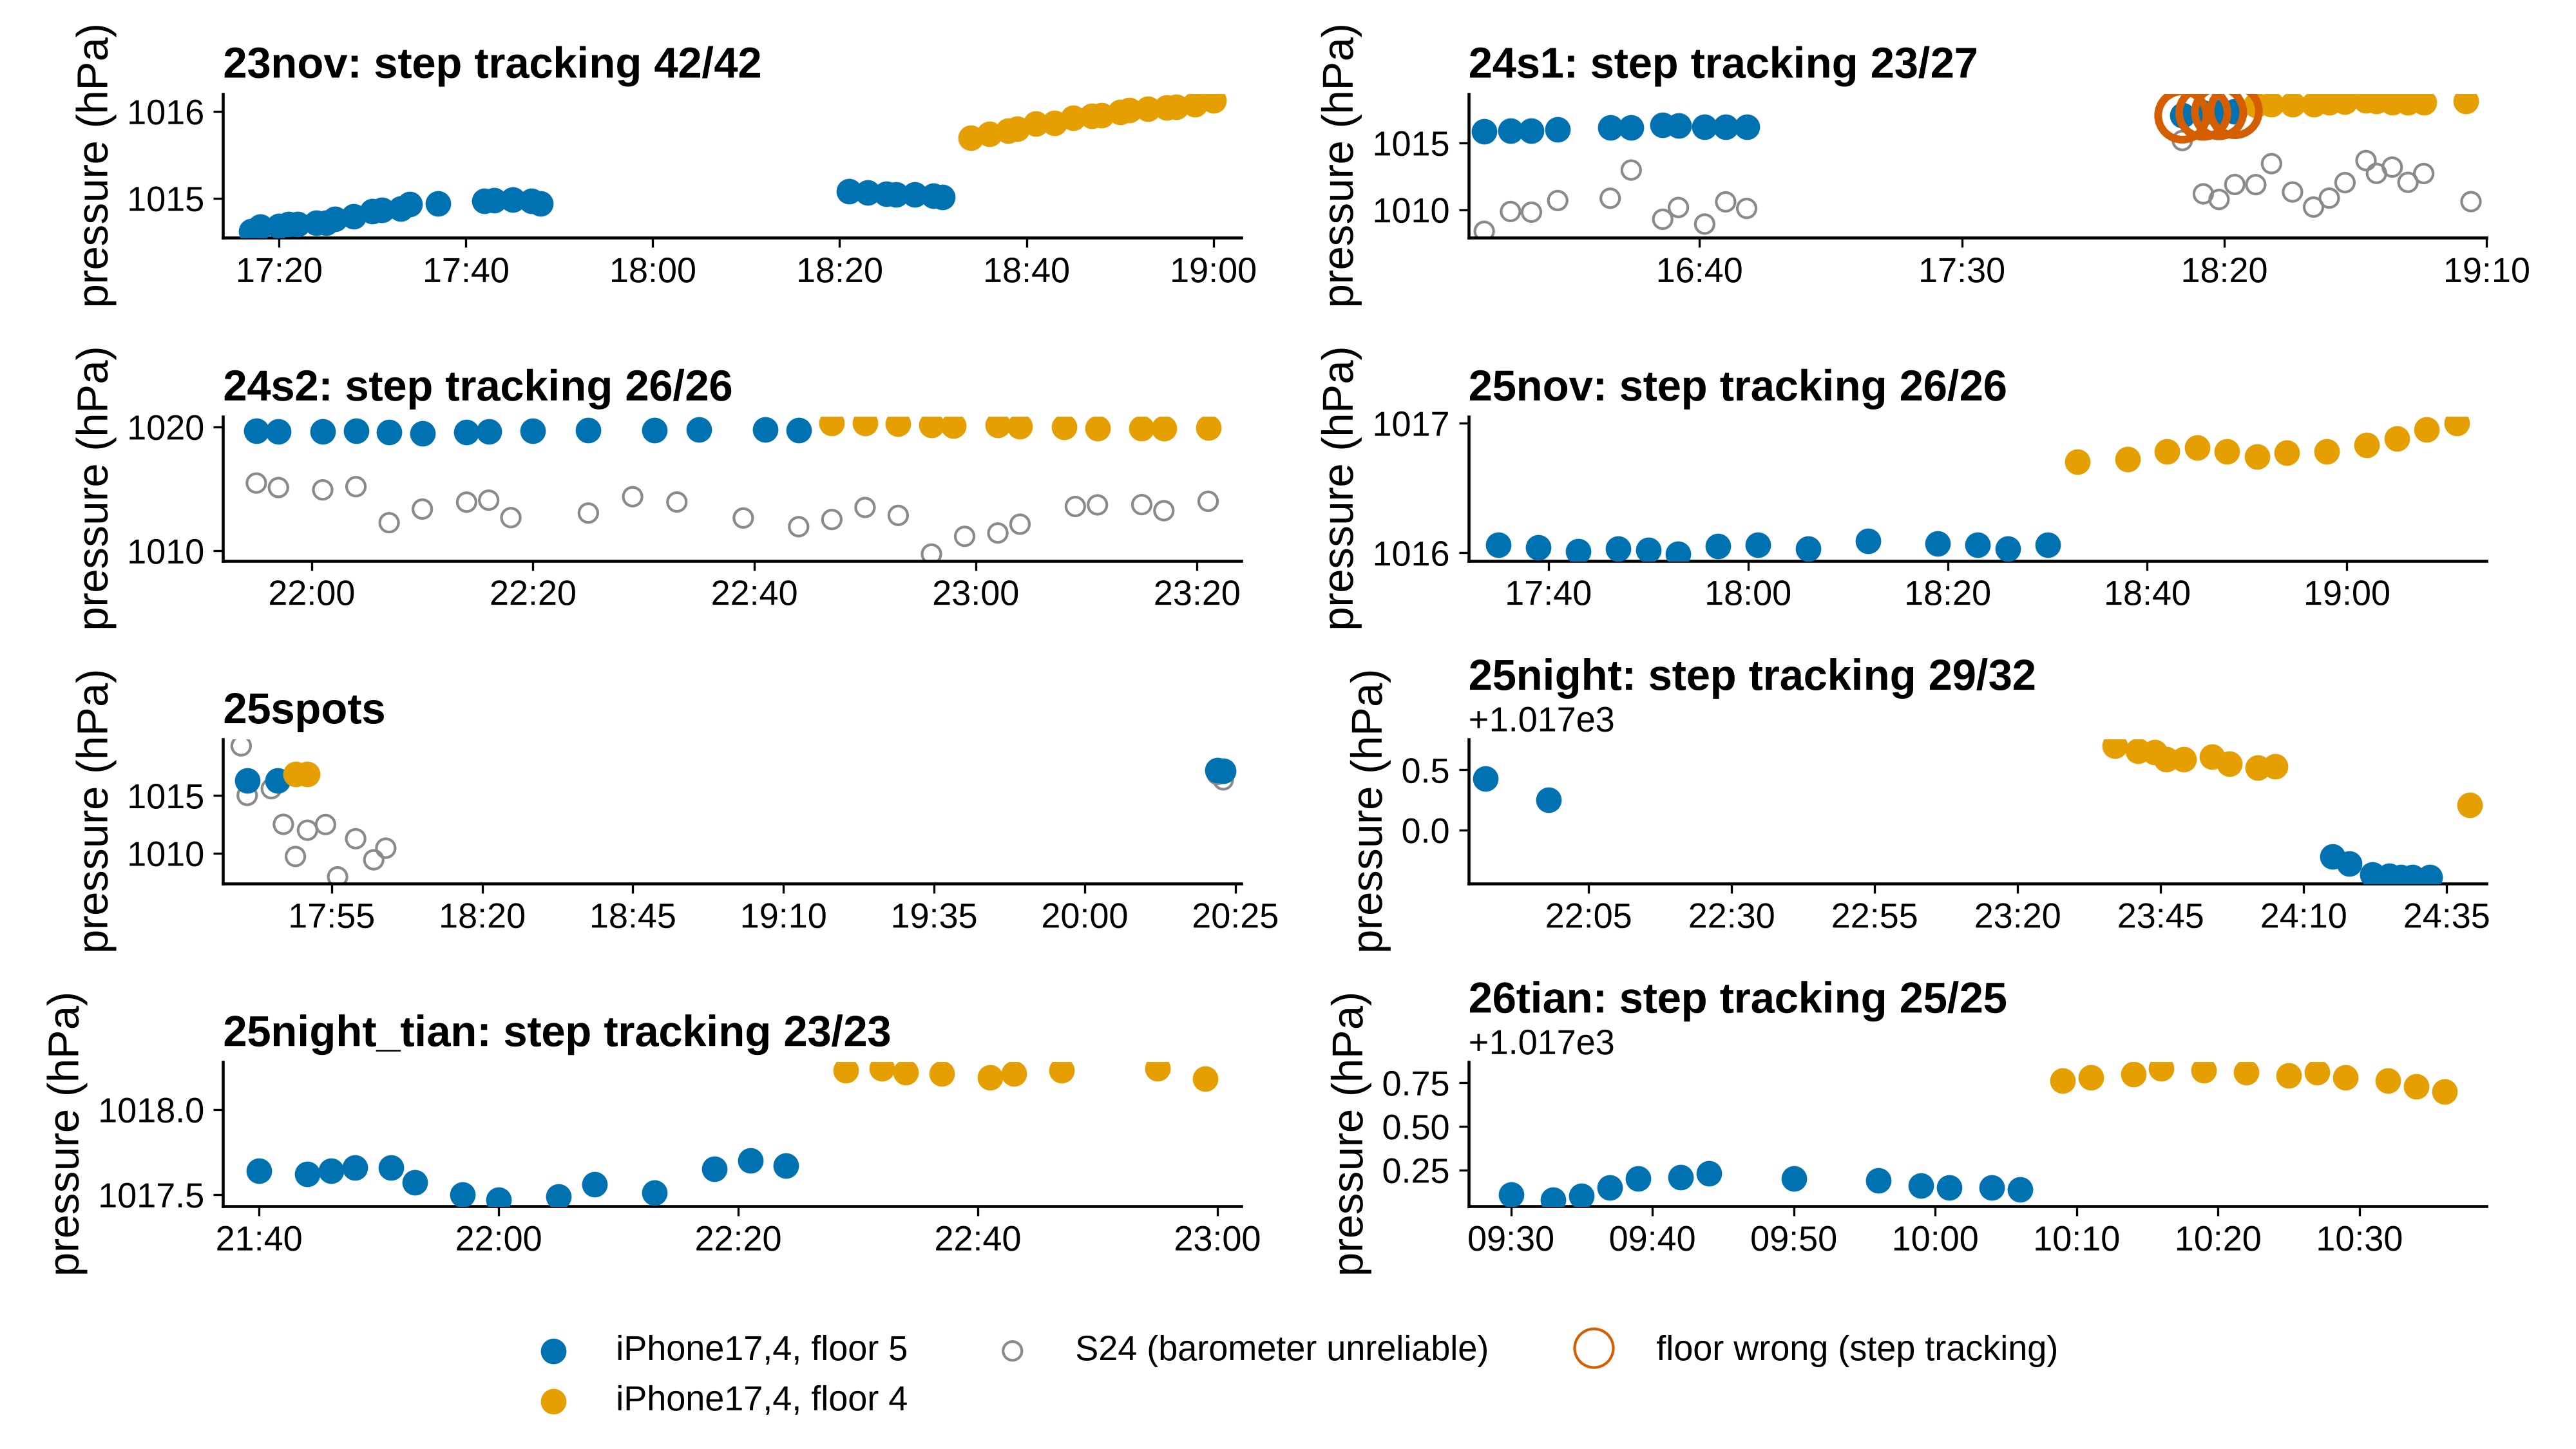 23nov: step tracking 42/42
pressure (hPa)
1016
1015
17:20 17:40 18:00 18:20 18:40 19:00
24s1: step tracking 23/27
pressure (hPa)
1015
1010
16:40 17:30 18:20 19:10
24s2: step tracking 26/26
pressure (hPa)
1020
1010
22:00 22:20 22:40 23:00 23:20
25nov: step tracking 26/26
pressure (hPa)
1017
1016
17:40 18:00 18:20 18:40 19:00
25spots
pressure (hPa)
1015
1010
17:55 18:20 18:45 19:10 19:35 20:00 20:25
25night: step tracking 29/32
+1.017e3
pressure (hPa)
0.5
0.0
22:05 22:30 22:55 23:20 23:45 24:10 24:35
25night_tian: step tracking 23/23
pressure (hPa)
1018.0
1017.5
21:40 22:00 22:20 22:40 23:00
26tian: step tracking 25/25
+1.017e3
pressure (hPa)
0.75
0.50
0.25
09:30 09:40 09:50 10:00 10:10 10:20 10:30
iPhone17,4, floor 5
iPhone17,4, floor 4
S24 (barometer unreliable)
floor wrong (step tracking)